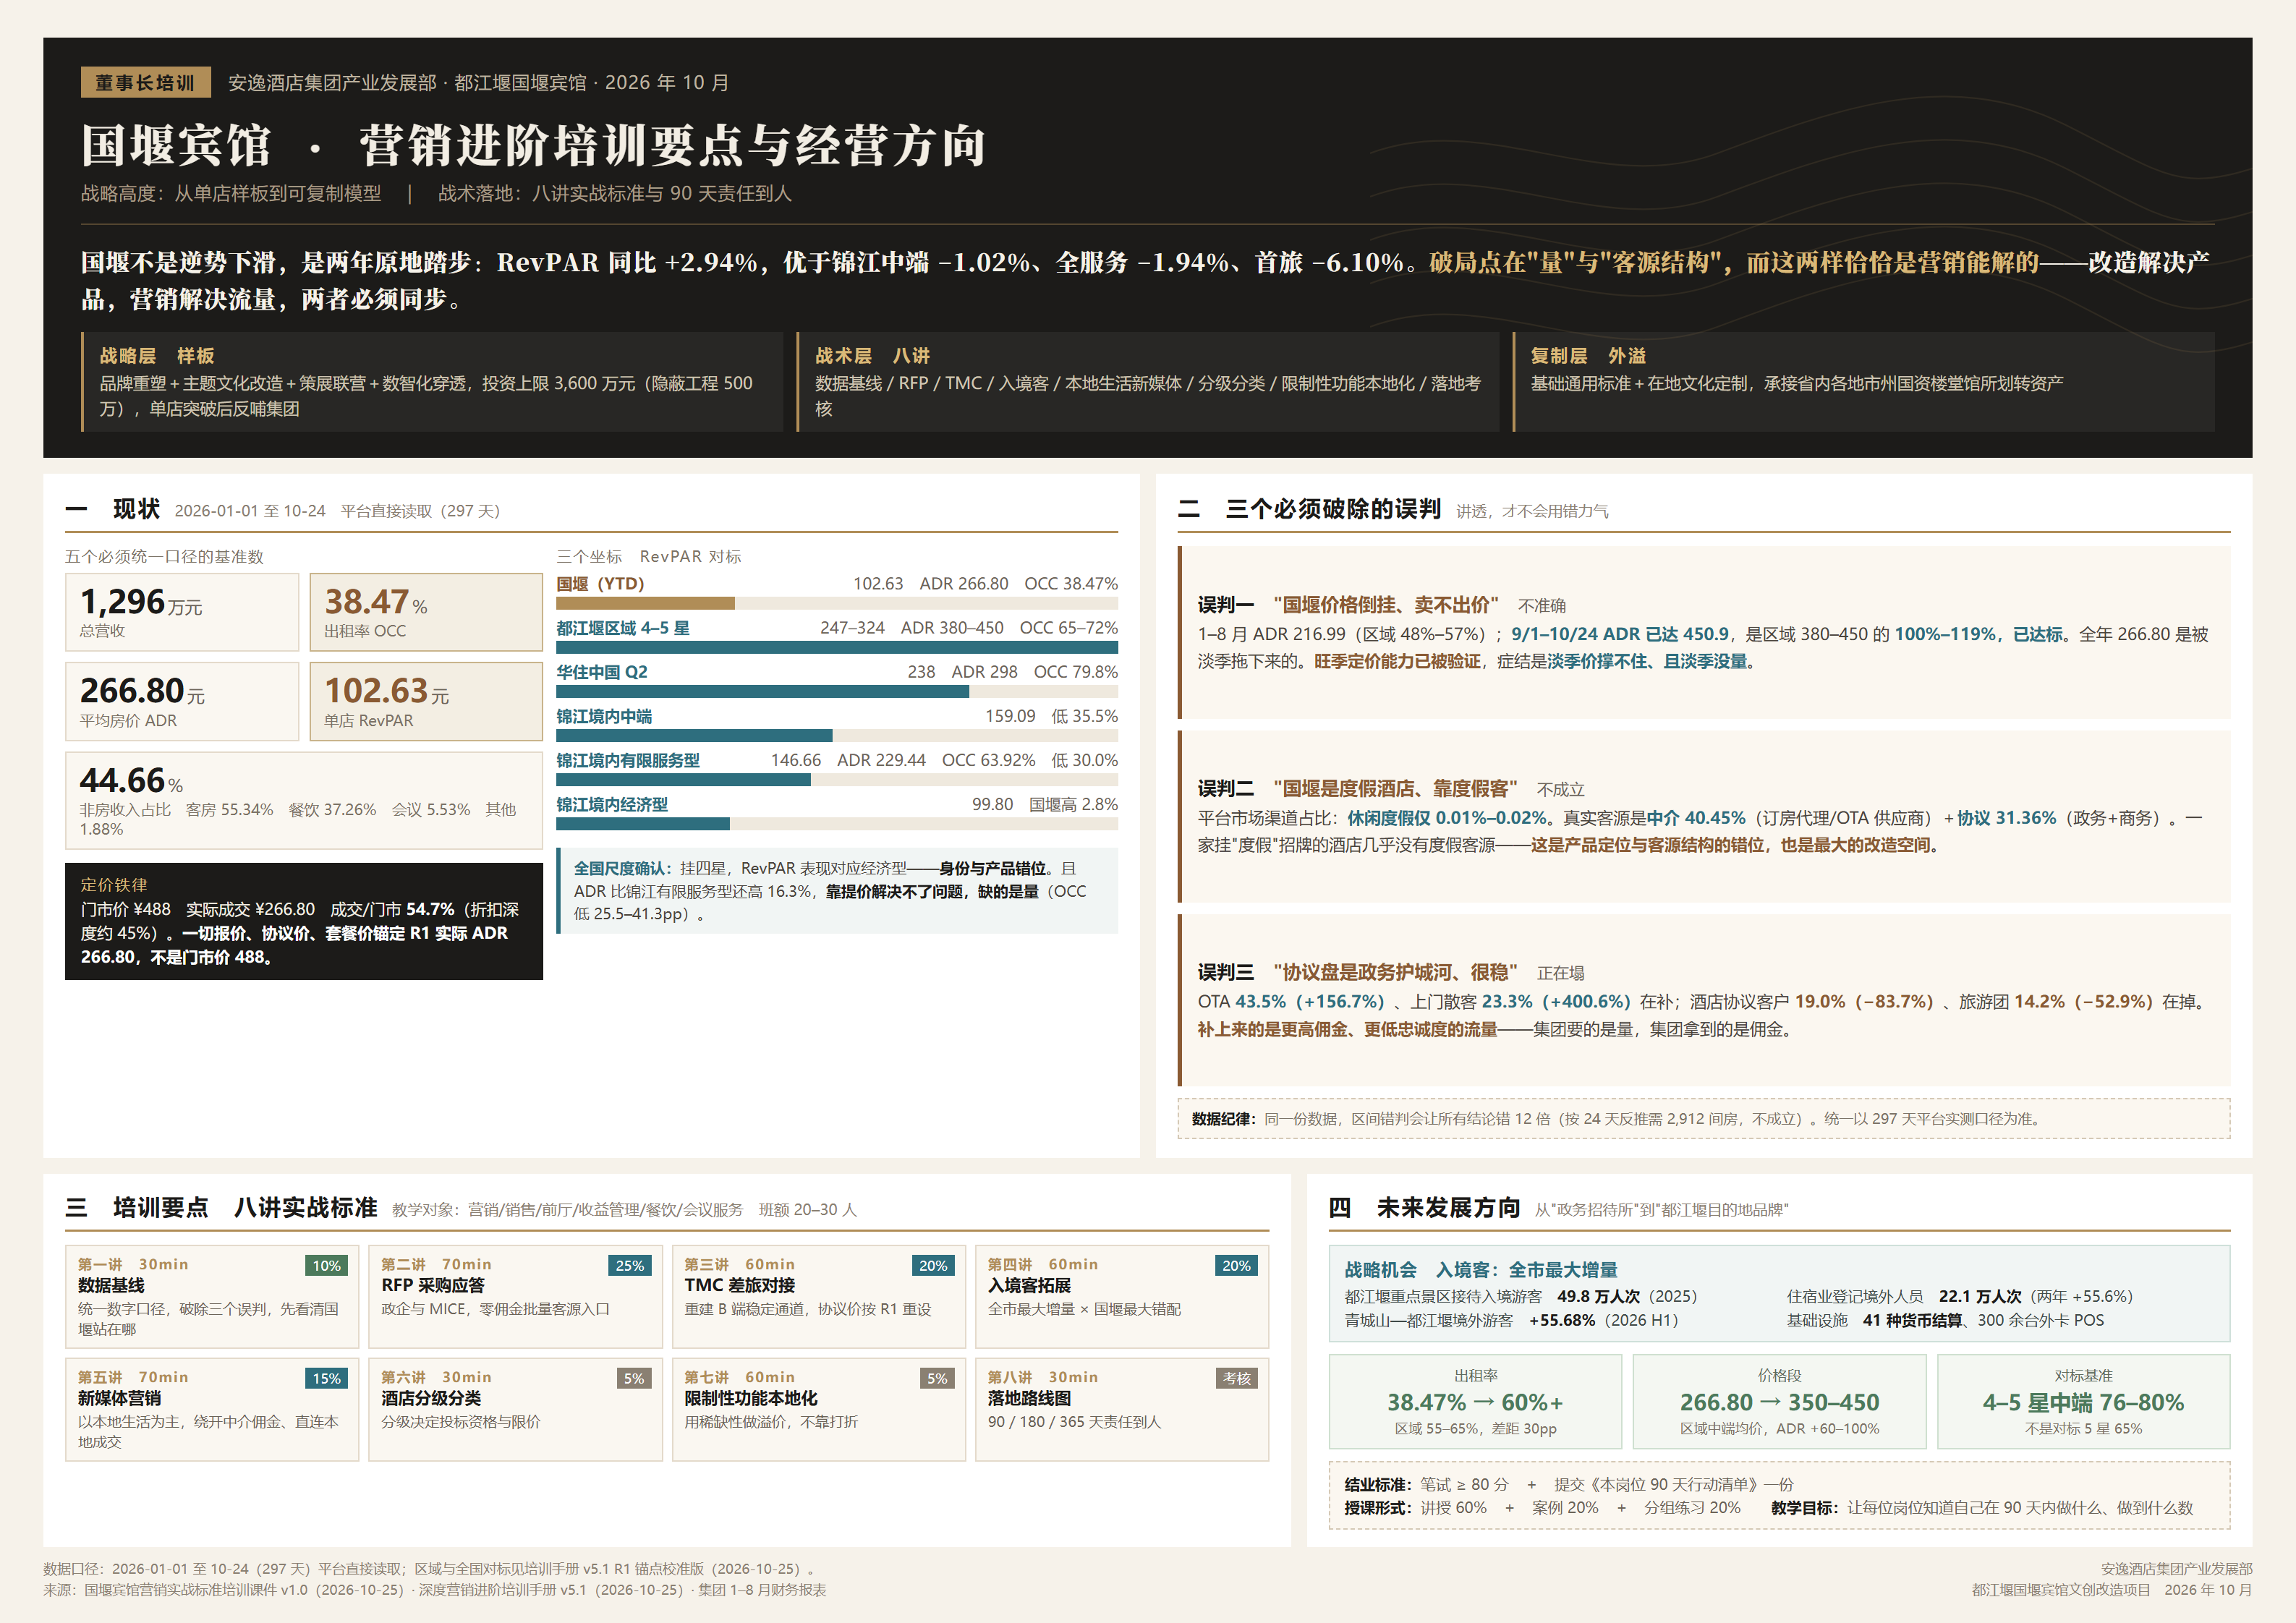 董事长培训 安逸酒店集团产业发展部 · 都江堰国堰宾馆 · 2026 年 10 月
国堰宾馆 · 营销进阶培训要点与经营方向
战略高度：从单店样板到可复制模型 | 战术落地：八讲实战标准与 90 天责任到人
国堰不是逆势下滑，是两年原地踏步：RevPAR 同比 +2.94%，优于锦江中端 −1.02%、全服务 −1.94%、首旅 −6.10%。破局点在"量"与"客源结构"，而这两样恰恰是营销能解的——改造解决产
品，营销解决流量，两者必须同步。
战略层 样板
品牌重塑 + 主题文化改造 + 策展联营 + 数智化穿透，投资上限 3,600 万元（隐蔽工程 500
万），单店突破后反哺集团
战术层 八讲
数据基线 / RFP / TMC / 入境客 / 本地生活新媒体 / 分级分类 / 限制性功能本地化 / 落地考
核
复制层 外溢
基础通用标准 + 在地文化定制，承接省内各地市州国资楼堂馆所划转资产
一 现状 2026-01-01 至 10-24 平台直接读取（297 天）
五个必须统一口径的基准数
1,296万元
总营收
38.47%
出租率 OCC
266.80元
平均房价 ADR
102.63元
单店 RevPAR
44.66%
非房收入占比 客房 55.34% 餐饮 37.26% 会议 5.53% 其他
1.88%
定价铁律
门市价 ¥488 实际成交 ¥266.80 成交/门市 54.7%（折扣深
度约 45%）。一切报价、协议价、套餐价锚定 R1 实际 ADR
266.80，不是门市价 488。
三个坐标 RevPAR 对标
国堰（YTD） 102.63 ADR 266.80 OCC 38.47%
都江堰区域 4–5 星 247–324 ADR 380–450 OCC 65–72%
华住中国 Q2 238 ADR 298 OCC 79.8%
锦江境内中端 159.09 低 35.5%
锦江境内有限服务型 146.66 ADR 229.44 OCC 63.92% 低 30.0%
锦江境内经济型 99.80 国堰高 2.8%
全国尺度确认：挂四星，RevPAR 表现对应经济型——身份与产品错位。且
ADR 比锦江有限服务型还高 16.3%，靠提价解决不了问题，缺的是量（OCC
低 25.5–41.3pp）。
二 三个必须破除的误判 讲透，才不会用错力气
误判一 "国堰价格倒挂、卖不出价" 不准确
1–8 月 ADR 216.99（区域 48%–57%）；9/1–10/24 ADR 已达 450.9，是区域 380–450 的 100%–119%，已达标。全年 266.80 是被
淡季拖下来的。旺季定价能力已被验证，症结是淡季价撑不住、且淡季没量。
误判二 "国堰是度假酒店、靠度假客" 不成立
平台市场渠道占比：休闲度假仅 0.01%–0.02%。真实客源是中介 40.45%（订房代理/OTA 供应商）+ 协议 31.36%（政务+商务）。一
家挂"度假"招牌的酒店几乎没有度假客源——这是产品定位与客源结构的错位，也是最大的改造空间。
误判三 "协议盘是政务护城河、很稳" 正在塌
OTA 43.5%（+156.7%）、上门散客 23.3%（+400.6%）在补；酒店协议客户 19.0%（−83.7%）、旅游团 14.2%（−52.9%）在掉。
补上来的是更高佣金、更低忠诚度的流量——集团要的是量，集团拿到的是佣金。
数据纪律：同一份数据，区间错判会让所有结论错 12 倍（按 24 天反推需 2,912 间房，不成立）。统一以 297 天平台实测口径为准。
三 培训要点 八讲实战标准 教学对象：营销/销售/前厅/收益管理/餐饮/会议服务 班额 20–30 人
第一讲 30min 10%
数据基线
统一数字口径，破除三个误判，先看清国
堰站在哪
第二讲 70min 25%
RFP 采购应答
政企与 MICE，零佣金批量客源入口
第三讲 60min 20%
TMC 差旅对接
重建 B 端稳定通道，协议价按 R1 重设
第四讲 60min 20%
入境客拓展
全市最大增量 × 国堰最大错配
第五讲 70min 15%
新媒体营销
以本地生活为主，绕开中介佣金、直连本
地成交
第六讲 30min 5%
酒店分级分类
分级决定投标资格与限价
第七讲 60min 5%
限制性功能本地化
用稀缺性做溢价，不靠打折
第八讲 30min 考核
落地路线图
90 / 180 / 365 天责任到人
四 未来发展方向 从"政务招待所"到"都江堰目的地品牌"
战略机会 入境客：全市最大增量
都江堰重点景区接待入境游客 49.8 万人次（2025） 住宿业登记境外人员 22.1 万人次（两年 +55.6%）
青城山—都江堰境外游客 +55.68%（2026 H1） 基础设施 41 种货币结算、300 余台外卡 POS
出租率
38.47% → 60%+
区域 55–65%，差距 30pp
价格段
266.80 → 350–450
区域中端均价，ADR +60–100%
对标基准
4–5 星中端 76–80%
不是对标 5 星 65%
结业标准：笔试 ≥ 80 分 + 提交《本岗位 90 天行动清单》一份
授课形式：讲授 60% + 案例 20% + 分组练习 20% 教学目标：让每位岗位知道自己在 90 天内做什么、做到什么数
数据口径：2026-01-01 至 10-24（297 天）平台直接读取；区域与全国对标见培训手册 v5.1 R1 锚点校准版（2026-10-25）。
来源：国堰宾馆营销实战标准培训课件 v1.0（2026-10-25）· 深度营销进阶培训手册 v5.1（2026-10-25）· 集团 1–8 月财务报表
安逸酒店集团产业发展部
都江堰国堰宾馆文创改造项目 2026 年 10 月